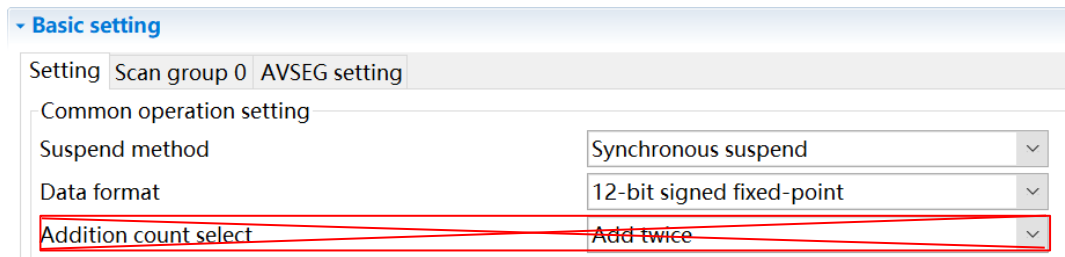 Basic setting
Setting Scan group 0 AVSEG setting
Common operation setting
Suspend method Synchronous suspend
Data format 12-bit signed fixed-point
Addition count select Add twice